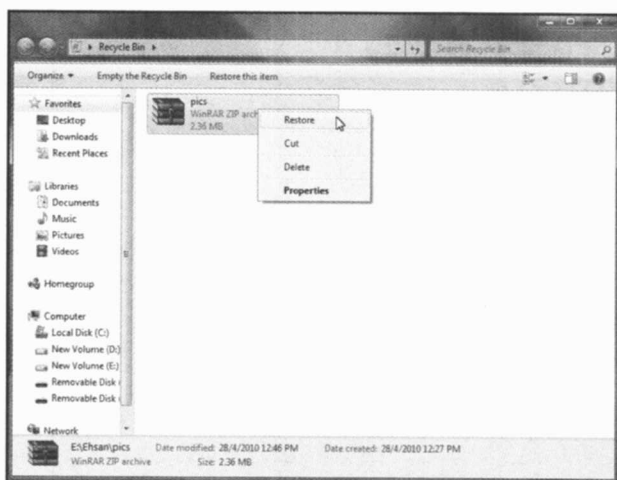 Recycle Bin
Search Recycle Bin
Organize Empty the Recycle Bin Restore this item
Favorites
Desktop
Downloads
Recent Places
Libraries
Documents
Music
Pictures
Videos
Homegroup
Computer
Local Disk (C:)
New Volume (D:)
New Volume (E:)
Removable Disk
Removable Disk
Network
pics
WinRAR ZIP arch
2.36 MB
Restore
Cut
Delete
Properties
E:\Ehsan\pics Date modified: 28/4/2010 12:46 PM Date created: 28/4/2010 12:27 PM
WinRAR ZIP archive Size: 2.36 MB